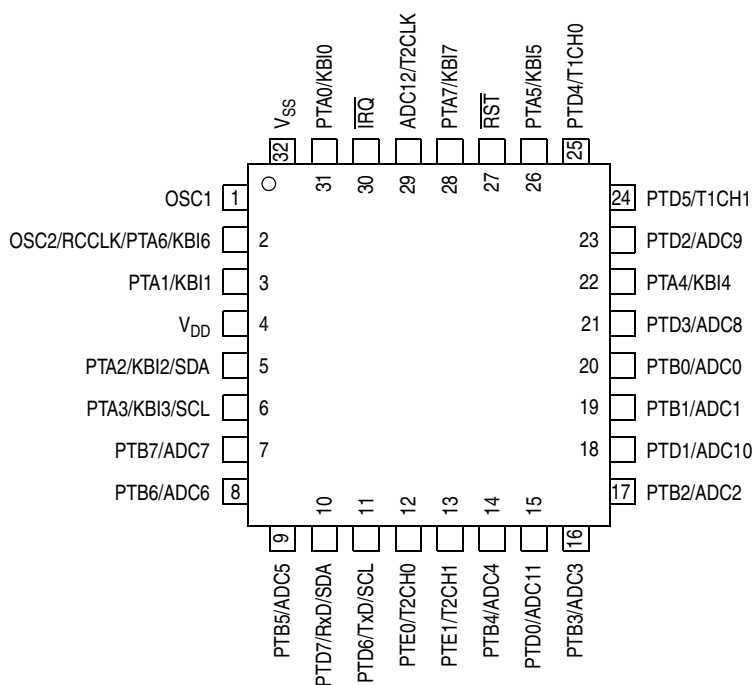 VSS
PTA0/KBI0
IRQ
ADC12/T2CLK
PTA7/KBI7
RST
PTA5/KBI5
PTD4/T1CH0
32
31
30
29
28
27
26
25
OSC1 1
24 PTD5/T1CH1
OSC2/RCCLK/PTA6/KBI6 2
23 PTD2/ADC9
PTA1/KBI1 3
22 PTA4/KBI4
VDD 4
21 PTD3/ADC8
PTA2/KBI2/SDA 5
20 PTB0/ADC0
PTA3/KBI3/SCL 6
19 PTB1/ADC1
PTB7/ADC7 7
18 PTD1/ADC10
PTB6/ADC6 8
17 PTB2/ADC2
9
10
11
12
13
14
15
16
PTB5/ADC5
PTD7/RxD/SDA
PTD6/TxD/SCL
PTE0/T2CH0
PTE1/T2CH1
PTB4/ADC4
PTD0/ADC11
PTB3/ADC3